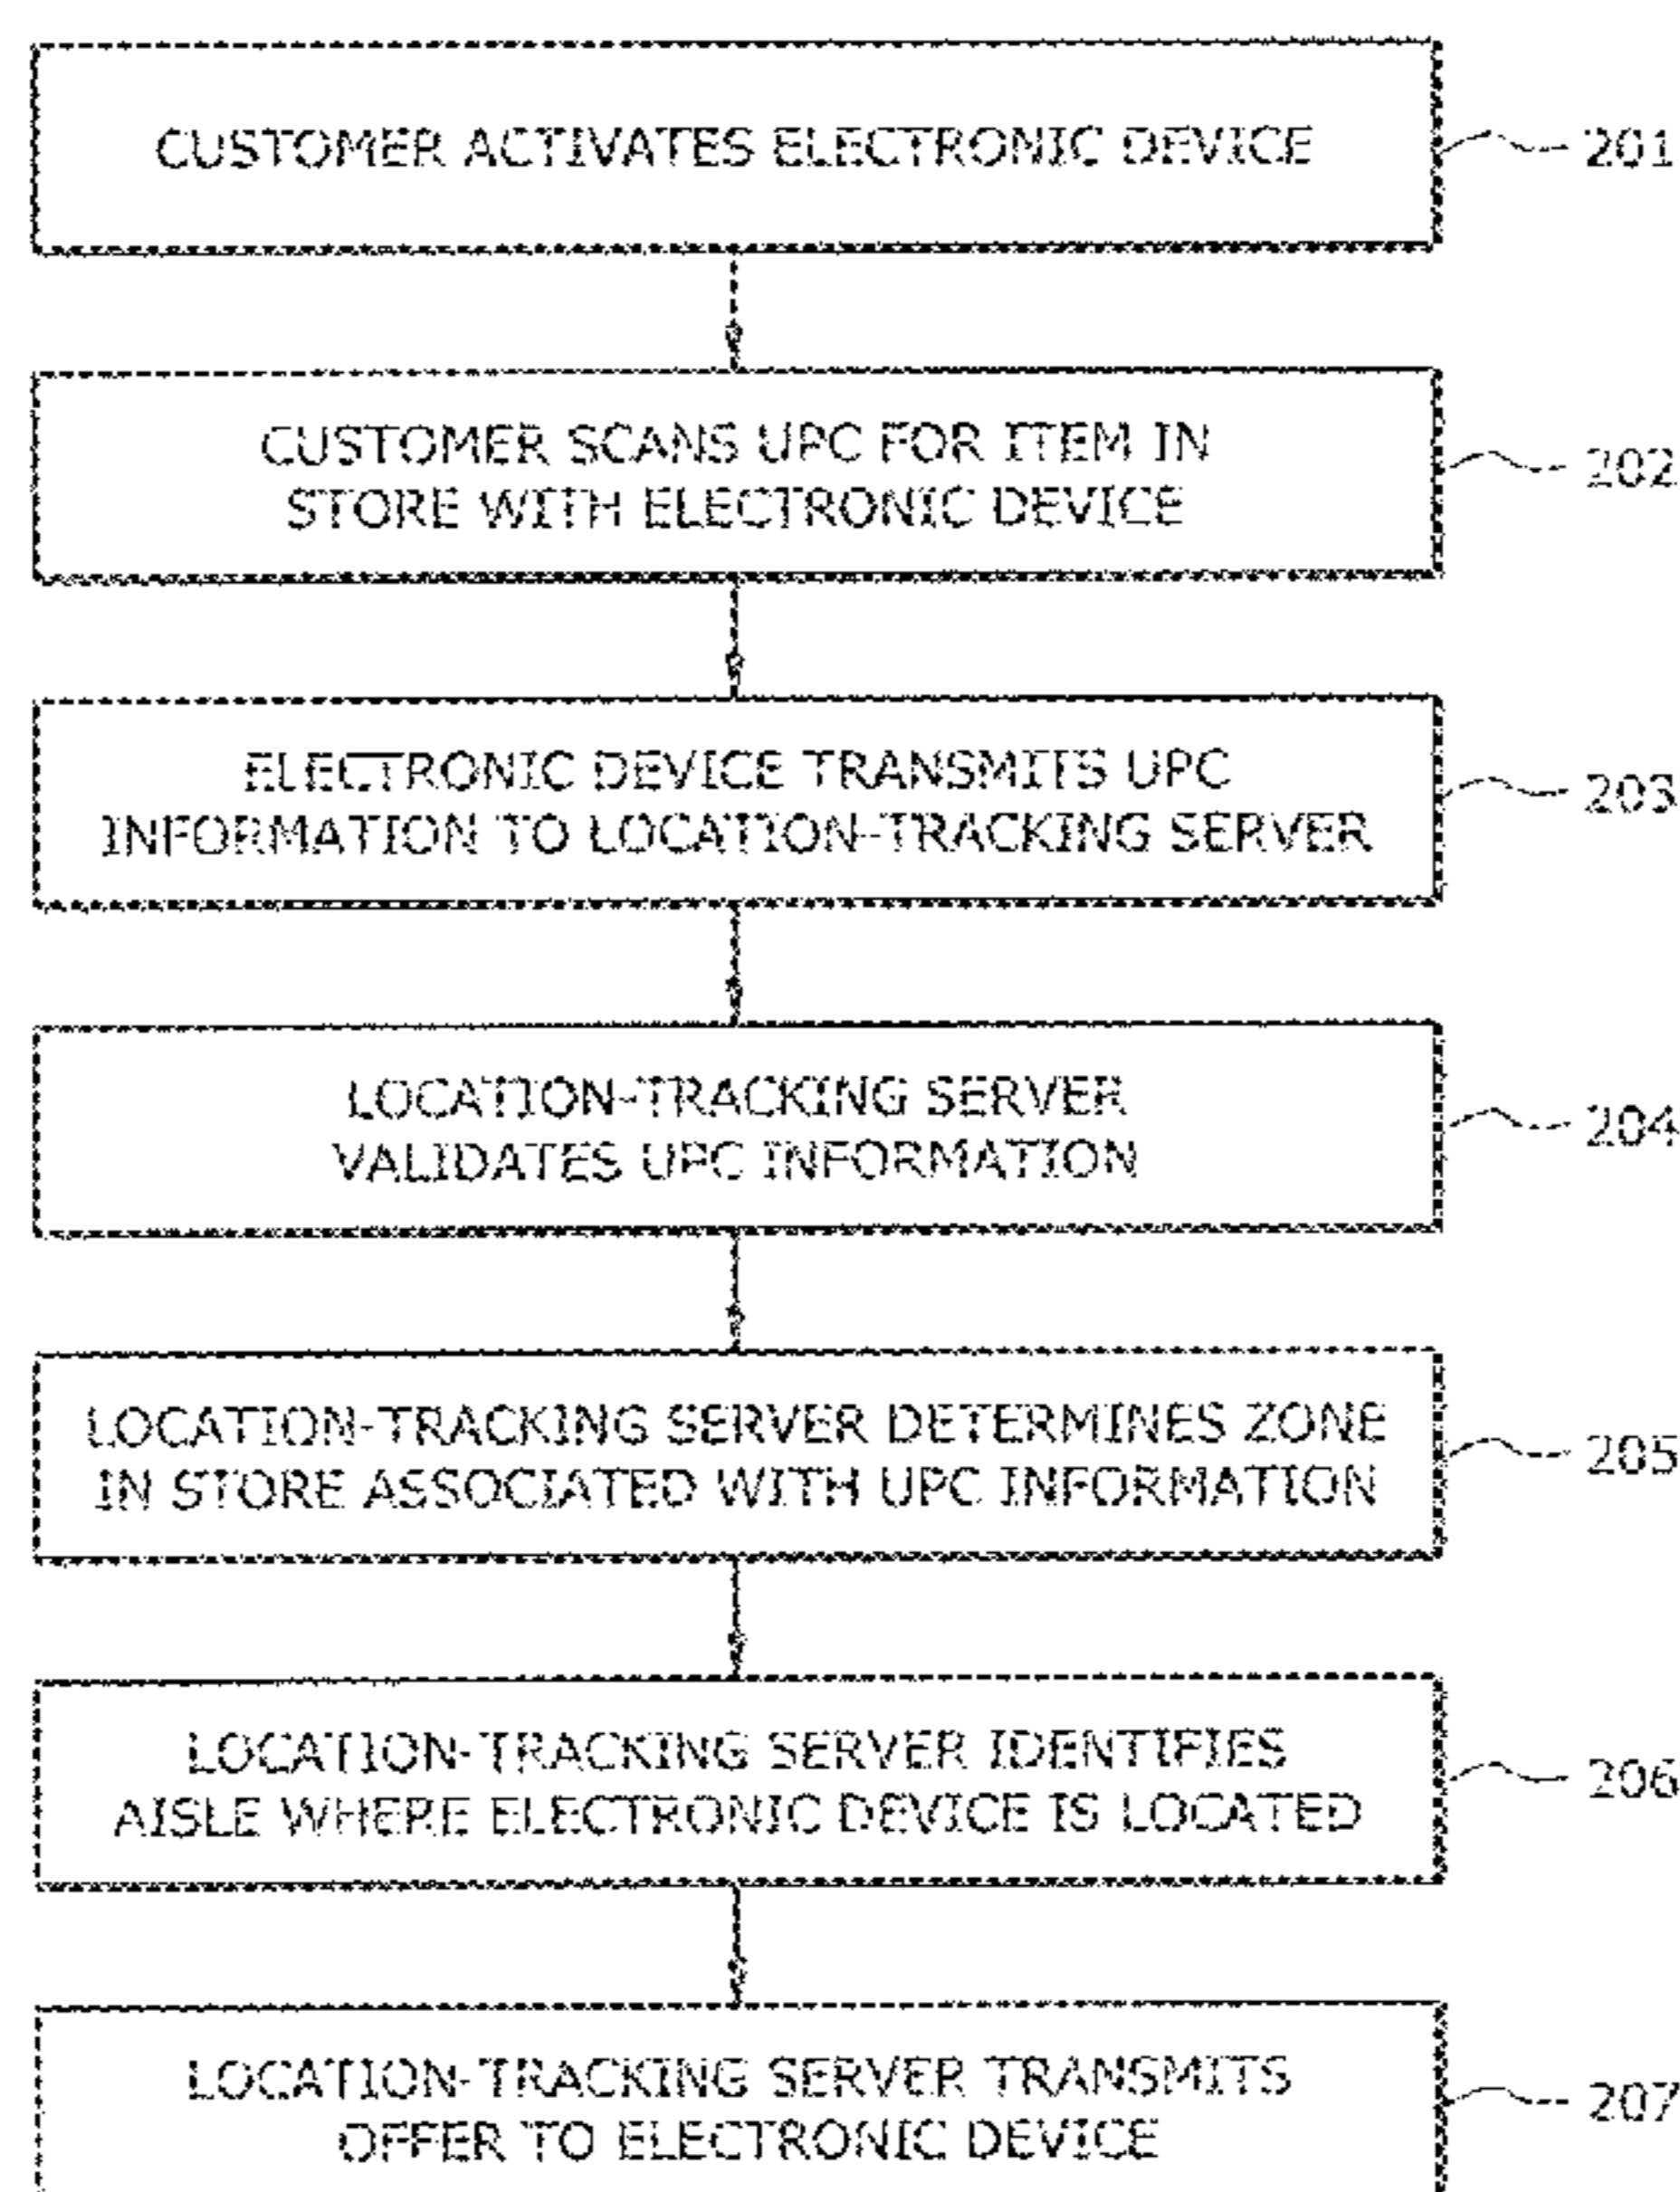 CUSTOMER ACTIVATES ELECTRONIC DEVICE
201
CUSTOMER SCANS UPC FOR ITEM IN
STORE WITH ELECTRONIC DEVICE
202
ELECTRONIC DEVICE TRANSMITS UPC
INFORMATION TO LOCATION-TRACKING SERVER
203
LOCATION-TRACKING SERVER
VALIDATES UPC INFORMATION
204
LOCATION-TRACKING SERVER DETERMINES ZONE
IN STORE ASSOCIATED WITH UPC INFORMATION
205
LOCATION-TRACKING SERVER IDENTIFIES
AISLE WHERE ELECTRONIC DEVICE IS LOCATED
206
LOCATION-TRACKING SERVER TRANSMITS
OFFER TO ELECTRONIC DEVICE
207